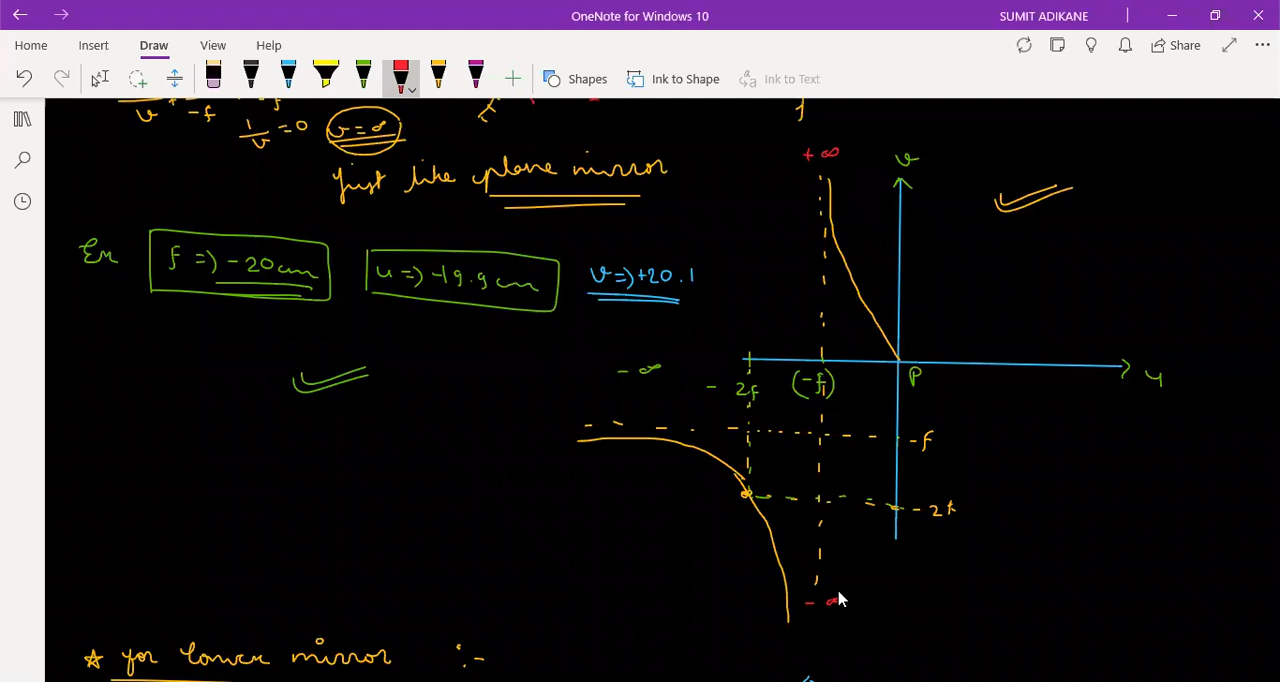 OneNote for Windows 10
SUMIT ADIKANE
Home Insert Draw View Help
Share
Shapes Ink to Shape Ink to Text
v + -f -f
1/v = 0 v = ∞
just like plane mirror
Ex f => -20cm u => -19.9cm v => +20.1
+ ∞ v
- ∞ - 2f (-f) P u
- f
- 2f
- ∞
☆ for convex mirror :-